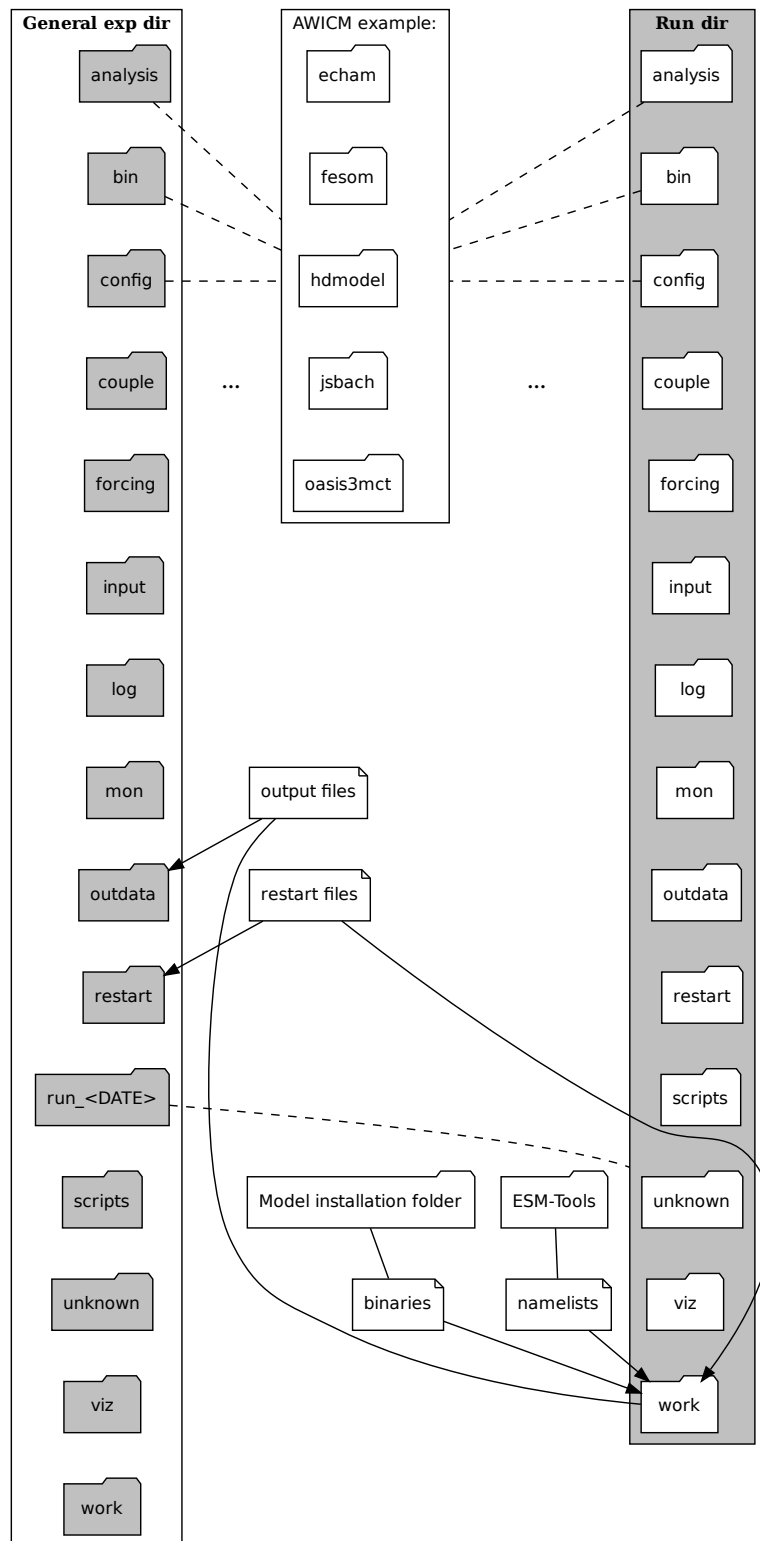 General exp dir
AWICM example:
Run dir
analysis
echam
analysis
bin
fesom
bin
config
hdmodel
config
couple
...
jsbach
...
couple
forcing
oasis3mct
forcing
input
input
log
log
mon
output files
mon
outdata
restart files
outdata
restart
restart
run_<DATE>
scripts
scripts
Model installation folder
ESM-Tools
unknown
unknown
binaries
namelists
viz
viz
work
work